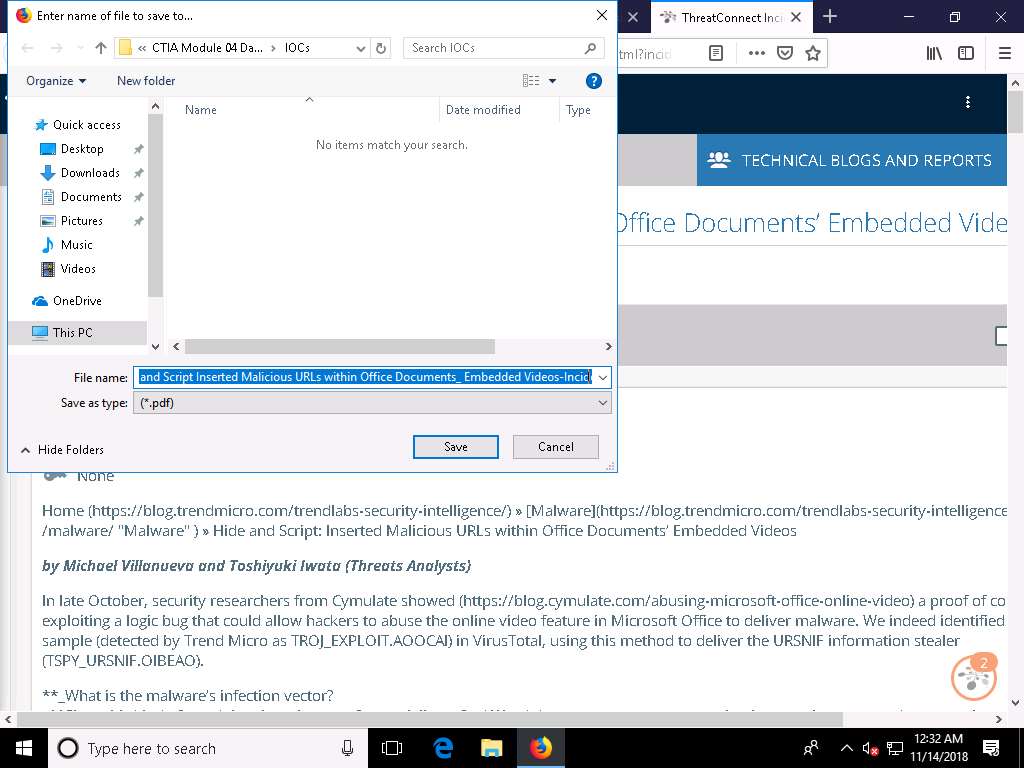 Enter name of file to save to...
ThreatConnect Inci
« CTIA Module 04 Da... > IOCs
Search IOCs
tml?incid
Organize
New folder
Name
Date modified
Type
No items match your search.
Quick access
Desktop
Downloads
Documents
Pictures
Music
Videos
OneDrive
This PC
TECHNICAL BLOGS AND REPORTS
Office Documents’ Embedded Vide
File name:
and Script Inserted Malicious URLs within Office Documents_ Embedded Videos-Incid
Save as type:
(*.pdf)
Hide Folders
Save
Cancel
None
Home (https://blog.trendmicro.com/trendlabs-security-intelligence/) » [Malware](https://blog.trendmicro.com/trendlabs-security-intelligence
/malware/ "Malware" ) » Hide and Script: Inserted Malicious URLs within Office Documents’ Embedded Videos
by Michael Villanueva and Toshiyuki Iwata (Threats Analysts)
In late October, security researchers from Cymulate showed (https://blog.cymulate.com/abusing-microsoft-office-online-video) a proof of co
exploiting a logic bug that could allow hackers to abuse the online video feature in Microsoft Office to deliver malware. We indeed identified
sample (detected by Trend Micro as TROJ_EXPLOIT.AOOCAI) in VirusTotal, using this method to deliver the URSNIF information stealer
(TSPY_URSNIF.OIBEAO).
2
**_What is the malware’s infection vector?
Type here to search
12:32 AM
11/14/2018